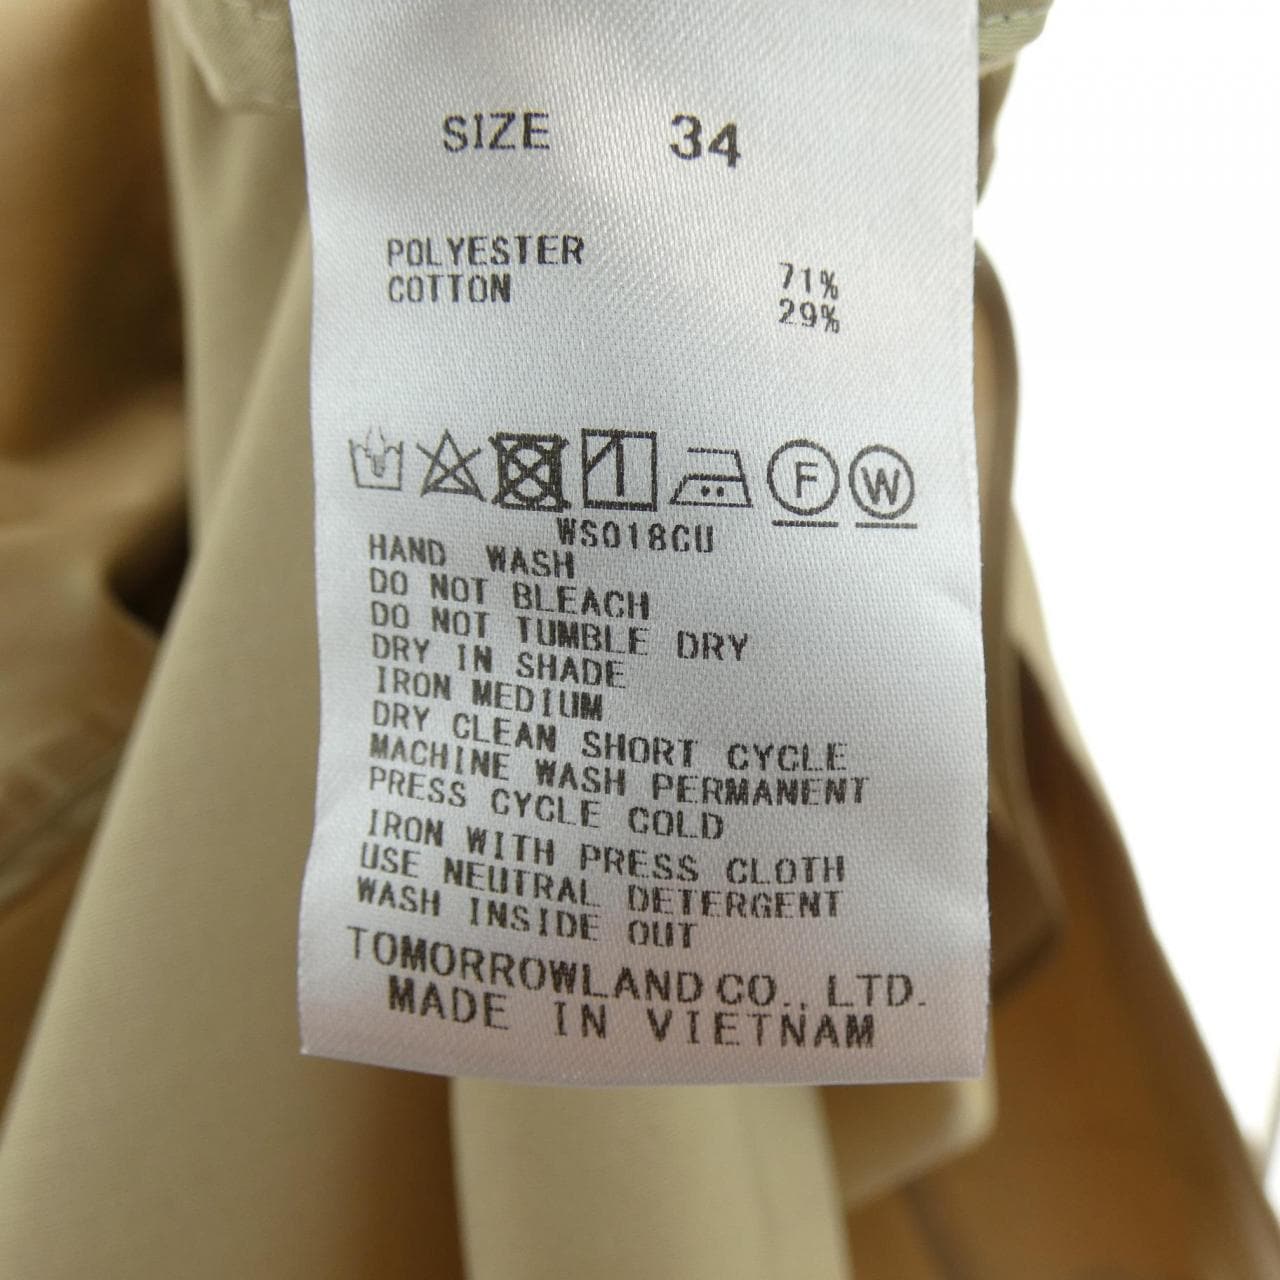 SIZE 34
POLYESTER 71%
COTTON 29%
F W
WS018CU
HAND WASH
DO NOT BLEACH
DO NOT TUMBLE DRY
DRY IN SHADE
IRON MEDIUM
DRY CLEAN SHORT CYCLE
MACHINE WASH PERMANENT
PRESS CYCLE COLD
IRON WITH PRESS CLOTH
USE NEUTRAL DETERGENT
WASH INSIDE OUT
TOMORROWLAND CO., LTD.
MADE IN VIETNAM